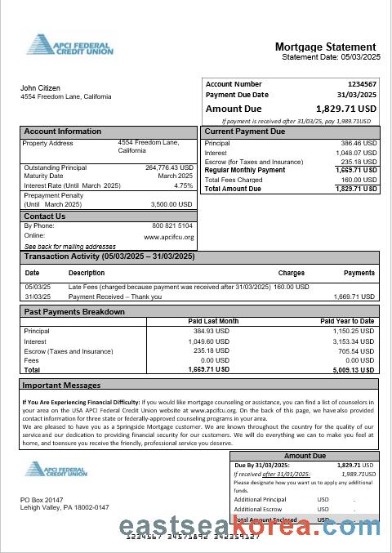 APCI FEDERAL
CREDIT UNION
Mortgage Statement
Statement Date: 05/03/2025
John Citizen
4554 Freedom Lane, California
Account Number 1234567
Payment Due Date 31/03/2025
Amount Due 1,829.71 USD
If payment is received after 31/03/25, pay 1,989.71USD
Account Information
Property Address 4554 Freedom Lane,
California
Outstanding Principal 264,776.43 USD
Maturity Date March 2025
Interest Rate (Until March 2025) 4.75%
Prepayment Penalty
(Until March 2025) 3,500.00 USD
Contact Us
By Phone: 800 821 5104
Online: www.apcifcu.org
See back for mailing addresses
Current Payment Due
Principal 386.46 USD
Interest 1,048.07 USD
Escrow (for Taxes and Insurance) 235.18 USD
Regular Monthly Payment 1,669.71 USD
Total Fees Charged 160.00 USD
Total Amount Due 1,829.71 USD
Transaction Activity (05/03/2025 – 31/03/2025)
Date Description Charges Payments
05/03/25 Late Fees (charged because payment was received after 31/03/2025) 160.00 USD
31/03/25 Payment Received – Thank you 1,669.71 USD
Past Payments Breakdown
Paid Last Month Paid Year to Date
Principal 384.93 USD 1,150.25 USD
Interest 1,049.60 USD 3,153.34 USD
Escrow (Taxes and Insurance) 235.18 USD 705.54 USD
Fees 0.00 USD 0.00 USD
Total 1,669.71 USD 5,009.13 USD
Important Messages
If You Are Experiencing Financial Difficulty: If you would like mortgage counseling or assistance, you can find a list of counselors in
your area on the USA APCI Federal Credit Union website at www.apcifcu.org. On the back of this page, we have also provided
contact information for three state or federally-approved counseling programs in your area.
We are pleased to have you as a Springside Mortgage customer. We are known throughout the country for the quality of our
service and our dedication to providing financial security for our customers. We will do everything we can to make you feel at
home, and to ensure you receive the friendly, professional service you deserve.
APCI FEDERAL
CREDIT UNION
PO Box 20147
Lehigh Valley, PA 18002-0147
Amount Due
Due By 31/03/2025: 1,829.71 USD
If received after 31/01/2025: 1,989.71USD
Please designate how you want us to apply any additional
funds.
Additional Principal USD .
Additional Escrow USD .
Total Amount Enclosed USD .
eastseakorea.com